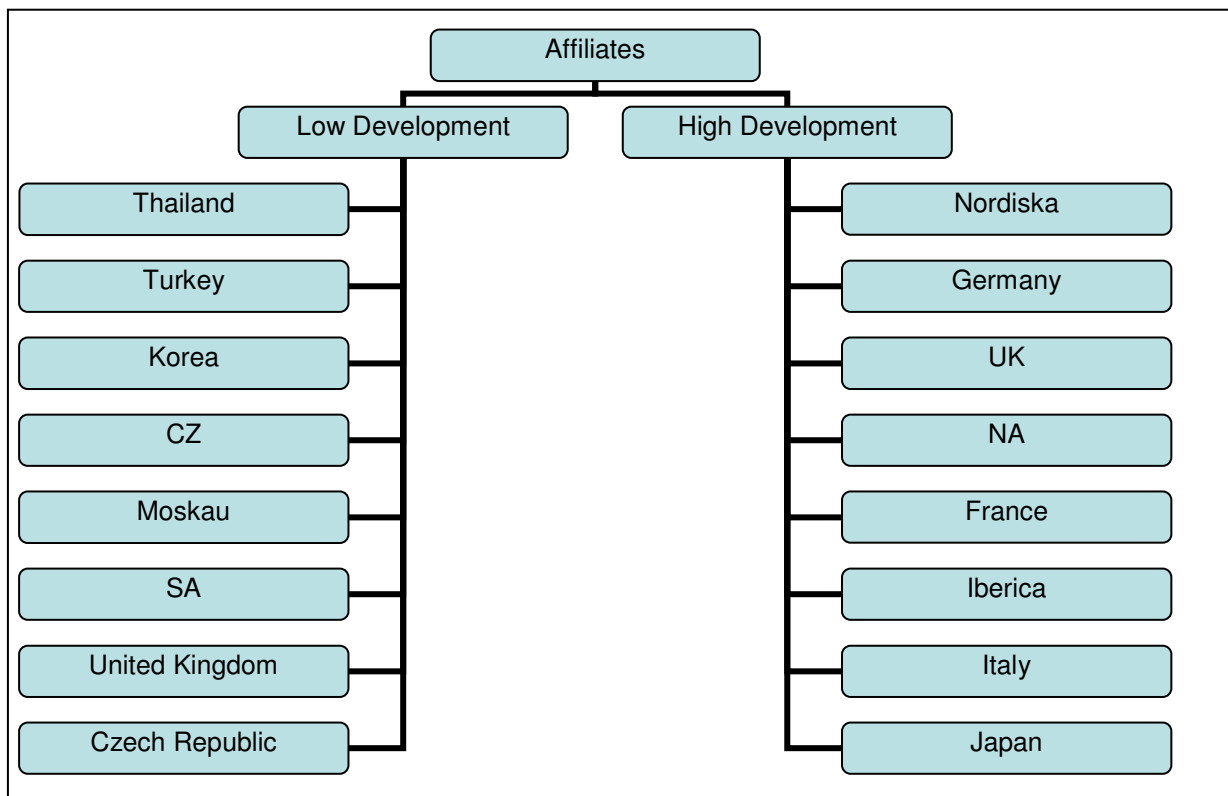 Affiliates
Low Development
High Development
Thailand
Nordiska
Turkey
Germany
Korea
UK
CZ
NA
Moskau
France
SA
Iberica
United Kingdom
Italy
Czech Republic
Japan